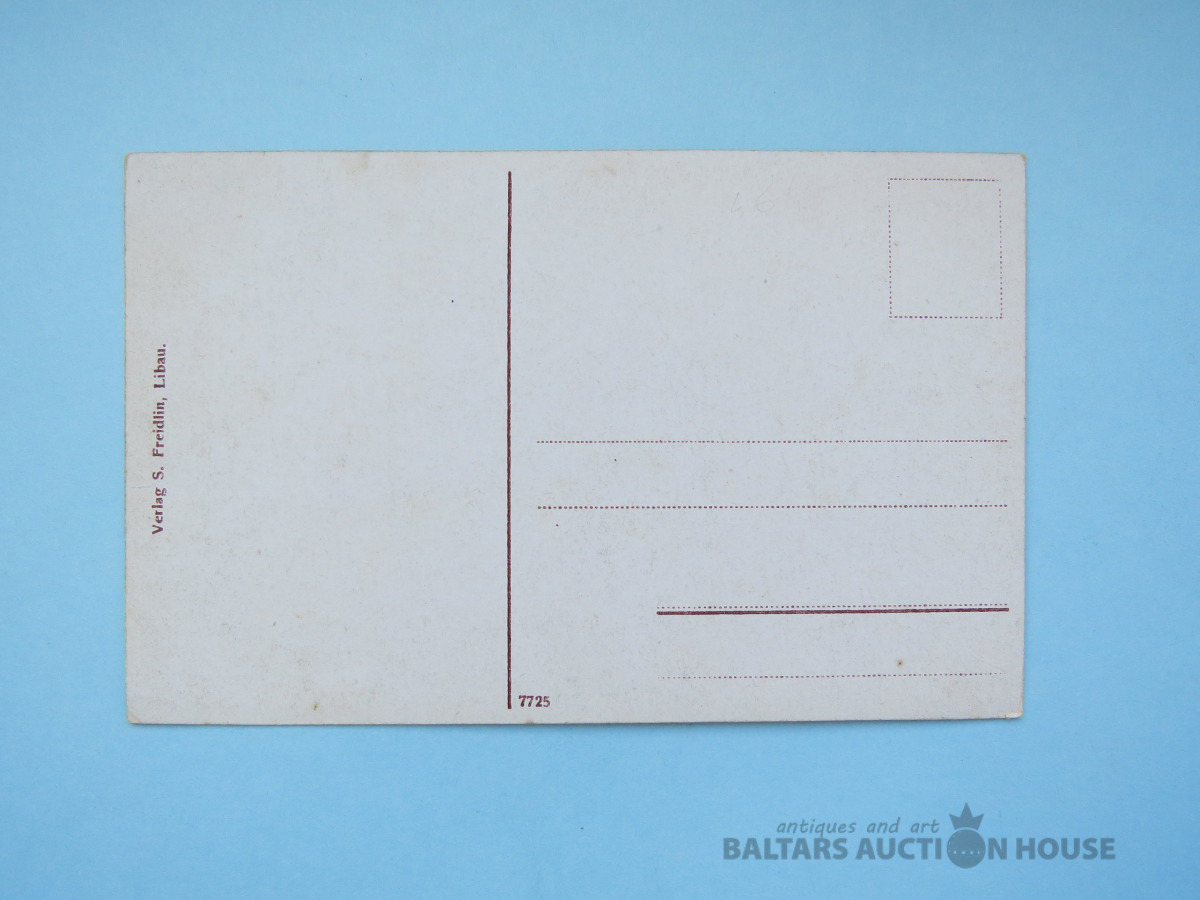 Verlag S. Freidlin, Libau.
7725
antiques and art
BALTARS AUCTION HOUSE